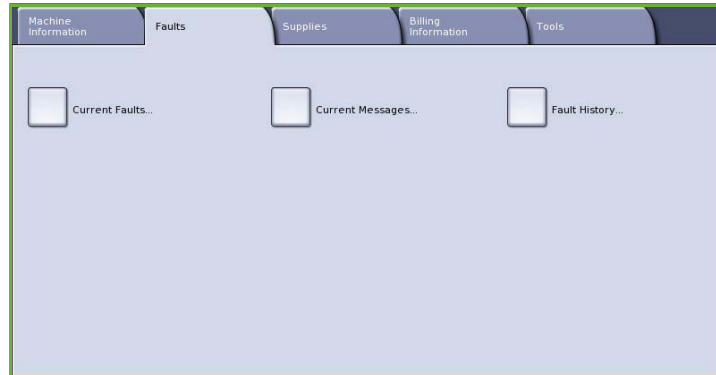 Machine
Information
Faults
Supplies
Billing
Information
Tools
Current Faults...
Current Messages...
Fault History...